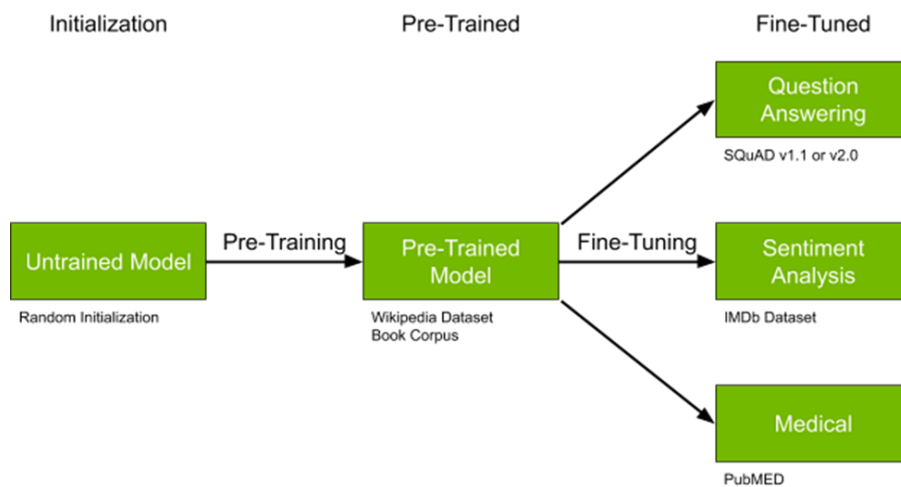 Initialization
Pre-Trained
Fine-Tuned
Question
Answering
SQuAD v1.1 or v2.0
Untrained Model
Random Initialization
Pre-Training
Pre-Trained
Model
Wikipedia Dataset
Book Corpus
Fine-Tuning
Sentiment
Analysis
IMDb Dataset
Medical
PubMED